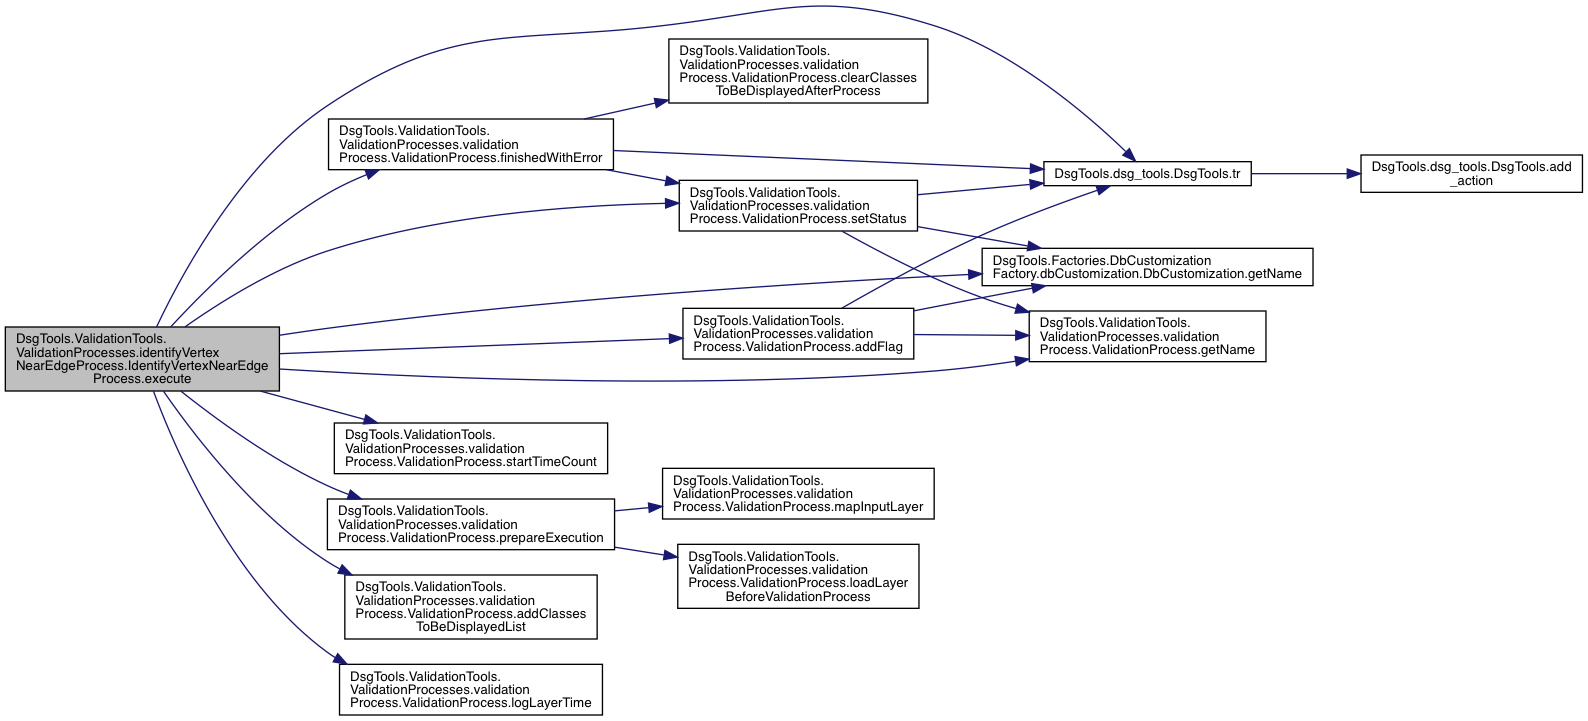 DsgTools.ValidationTools.
ValidationProcesses.identifyVertex
NearEdgeProcess.IdentifyVertexNearEdge
Process.execute
DsgTools.ValidationTools.
ValidationProcesses.validation
Process.ValidationProcess.finishedWithError
DsgTools.ValidationTools.
ValidationProcesses.validation
Process.ValidationProcess.clearClasses
ToBeDisplayedAfterProcess
DsgTools.ValidationTools.
ValidationProcesses.validation
Process.ValidationProcess.setStatus
DsgTools.dsg_tools.DsgTools.tr
DsgTools.dsg_tools.DsgTools.add
_action
DsgTools.Factories.DbCustomization
Factory.dbCustomization.DbCustomization.getName
DsgTools.ValidationTools.
ValidationProcesses.validation
Process.ValidationProcess.addFlag
DsgTools.ValidationTools.
ValidationProcesses.validation
Process.ValidationProcess.getName
DsgTools.ValidationTools.
ValidationProcesses.validation
Process.ValidationProcess.startTimeCount
DsgTools.ValidationTools.
ValidationProcesses.validation
Process.ValidationProcess.prepareExecution
DsgTools.ValidationTools.
ValidationProcesses.validation
Process.ValidationProcess.mapInputLayer
DsgTools.ValidationTools.
ValidationProcesses.validation
Process.ValidationProcess.loadLayer
BeforeValidationProcess
DsgTools.ValidationTools.
ValidationProcesses.validation
Process.ValidationProcess.addClasses
ToBeDisplayedList
DsgTools.ValidationTools.
ValidationProcesses.validation
Process.ValidationProcess.logLayerTime